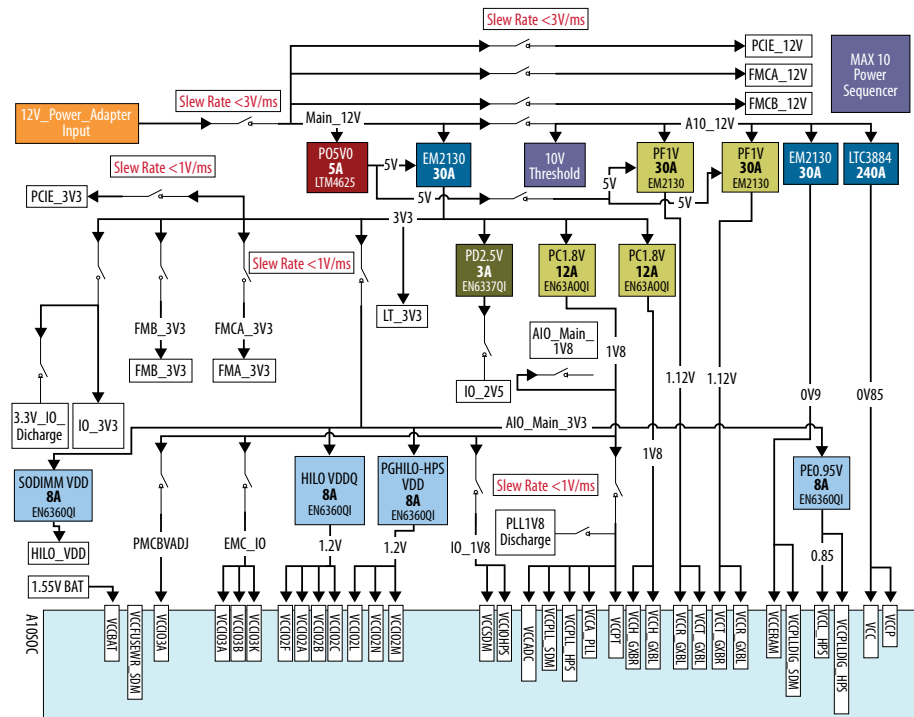 Slew Rate <3V/ms
PCIE_12V
MAX 10
Power
Sequencer
FMCA_12V
Slew Rate <3V/ms
12V_Power_Adapter
Input
FMCB_12V
Main_12V
A10_12V
PO5V0
5A
LTM4625
5V
EM2130
30A
10V
Threshold
PF1V
30A
EM2130
PF1V
30A
EM2130
EM2130
30A
LTC3884
240A
Slew Rate <1V/ms
5V
5V
5V
PCIE_3V3
3V3
Slew Rate <1V/ms
PD2.5V
3A
EN6337QI
PC1.8V
12A
EN63A0QI
PC1.8V
12A
EN63A0QI
LT_3V3
FMB_3V3
FMCA_3V3
AIO_Main_
1V8
1V8
FMB_3V3
FMA_3V3
IO_2V5
1.12V
1.12V
0V9
0V85
3.3V_IO_
Dicharge
IO_3V3
AIO_Main_3V3
1V8
SODIMM VDD
8A
EN6360QI
HILO VDDQ
8A
EN6360QI
PGHILO-HPS
VDD
8A
EN6360QI
Slew Rate <1V/ms
PE0.95V
8A
EN6360QI
PLL1V8
Discharge
HILO_VDD
PMCBVADJ
EMC_IO
1.2V
1.2V
IO_1V8
0.85
1.55V BAT
A10SOC
VCCBAT
VCCFUSEWR_SDM
VCCIO3A
VCCIO3A
VCCIO3B
VCCIO3K
VCCIO2F
VCCIO2A
VCCIO2B
VCCIO2C
VCCIO2L
VCCIO2N
VCCIO2M
VCCSDM
VCCIOHPS
VCCADC
VCCPLL_SDM
VCCPLL_HPS
VCCA_PLL
VCCPT
VCCH_GXBR
VCCH_GXBL
VCCR_GXBL
VCCT_GXBL
VCCT_GXBR
VCCR_GXBL
VCCERAM
VCCPLLDIG_SDM
VCCL_HPS
VCCPLLDIG_HPS
VCC
VCCP